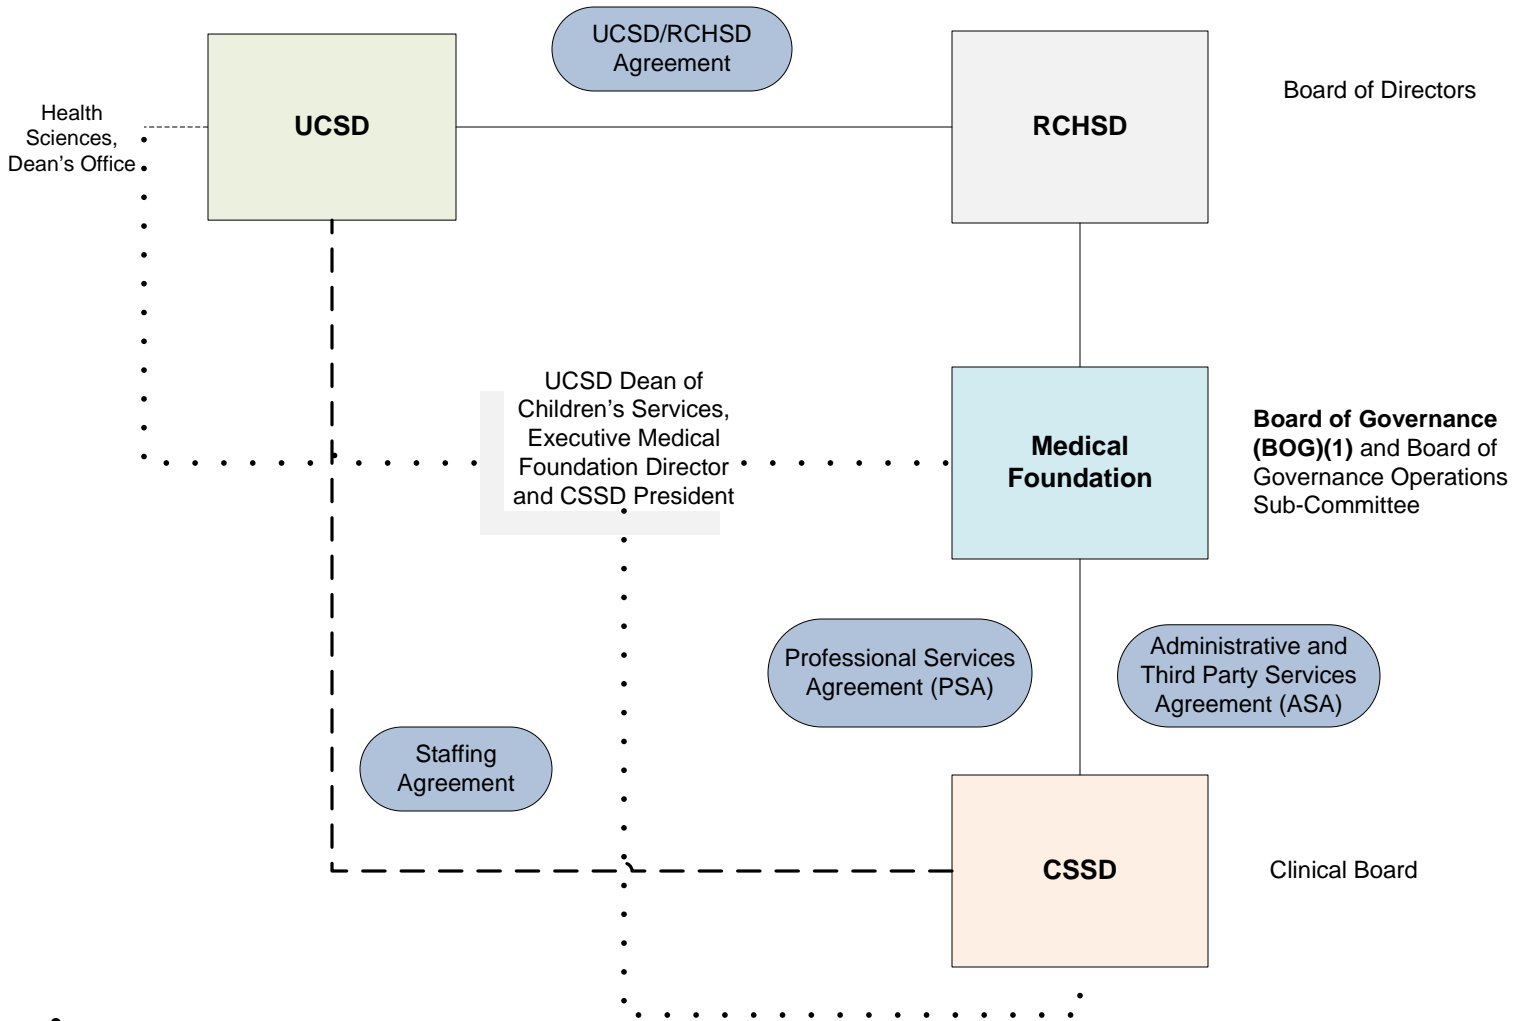 UCSD/RCHSD
Agreement
UCSD
RCHSD
Board of Directors
Health
Sciences,
Dean’s Office
UCSD Dean of
Children’s Services,
Executive Medical
Foundation Director
and CSSD President
Medical
Foundation
Board of Governance
(BOG)(1) and Board of
Governance Operations
Sub-Committee
Professional Services
Agreement (PSA)
Administrative and
Third Party Services
Agreement (ASA)
Staffing
Agreement
CSSD
Clinical Board